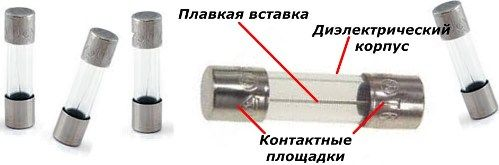 Плавкая вставка
Диэлектрический
корпус
Контактные
площадки